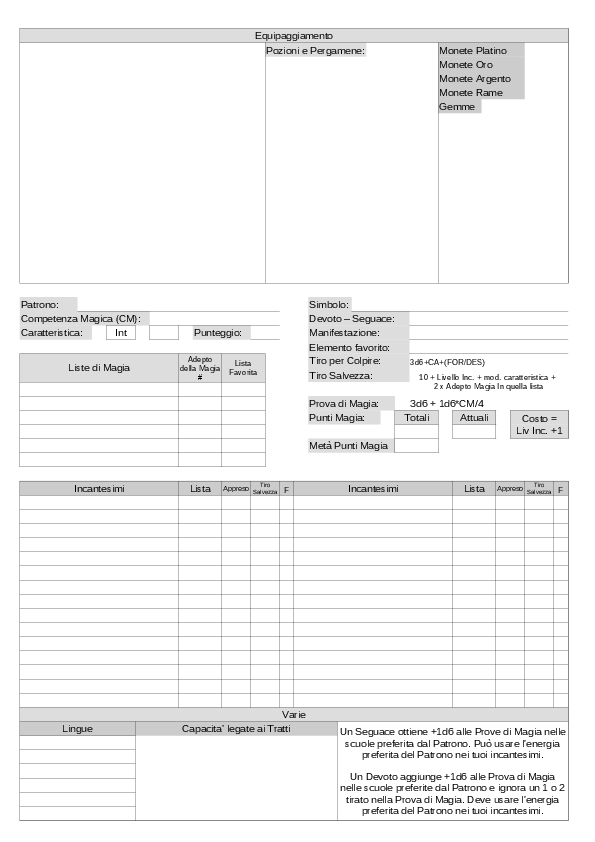 Equipaggiamento
Pozioni e Pergamene:
Monete Platino
Monete Oro
Monete Argento
Monete Rame
Gemme
Patrono:
Competenza Magica (CM):
Caratteristica: Int Punteggio:
Simbolo:
Devoto – Seguace:
Manifestazione:
Elemento favorito:
Tiro per Colpire: 3d6+CA+(FOR/DES)
Tiro Salvezza: 10 + Livello Inc. + mod. caratteristica +
2 x Adepto Magia In quella lista
Liste di Magia
Adepto
della Magia
#
Lista
Favorita
Prova di Magia: 3d6 + 1d6*CM/4
Punti Magia: Totali Attuali
Costo =
Liv Inc. +1
Metá Punti Magia
Incantesimi Lista Appreso Tiro Salvezza F Incantesimi Lista Appreso Tiro Salvezza F
Varie
Lingue
Capacita' legate ai Tratti
Un Seguace ottiene +1d6 alle Prove di Magia nelle
scuole preferita dal Patrono. Puó usare l'energia
preferita del Patrono nei tuoi incantesimi.
Un Devoto aggiunge +1d6 alle Prova di Magia
nelle scuole preferite dal Patrono e ignora un 1 o 2
tirato nella Prova di Magia. Deve usare l'energia
preferita del Patrono nei tuoi incantesimi.